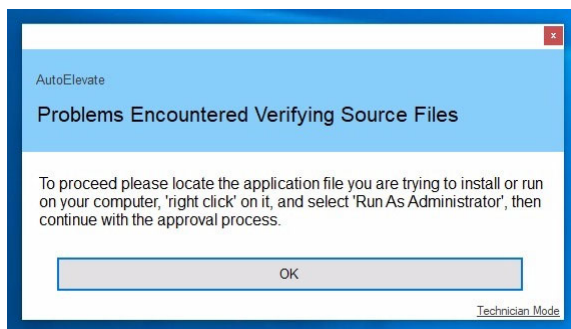 x
AutoElevate
Problems Encountered Verifying Source Files
To proceed please locate the application file you are trying to install or run
on your computer, 'right click' on it, and select 'Run As Administrator', then
continue with the approval process.
OK
Technician Mode